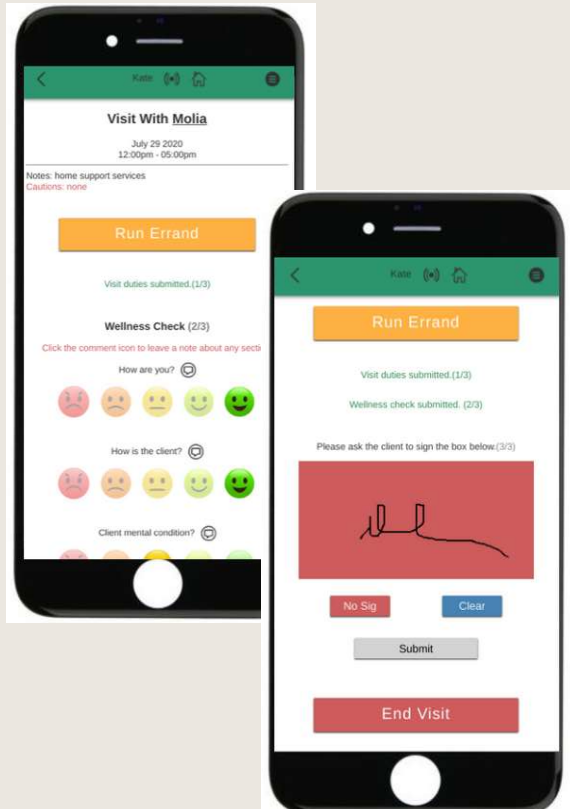 Kate
Visit With Molia
July 29 2020
12:00pm - 05:00pm
Notes: home support services
Cautions: none
Run Errand
Visit duties submitted.(1/3)
Wellness Check (2/3)
Click the comment icon to leave a note about any secti
How are you?
How is the client?
Client mental condition?
Kate
Run Errand
Visit duties submitted.(1/3)
Wellness check submitted. (2/3)
Please ask the client to sign the box below.(3/3)
No Sig
Clear
Submit
End Visit